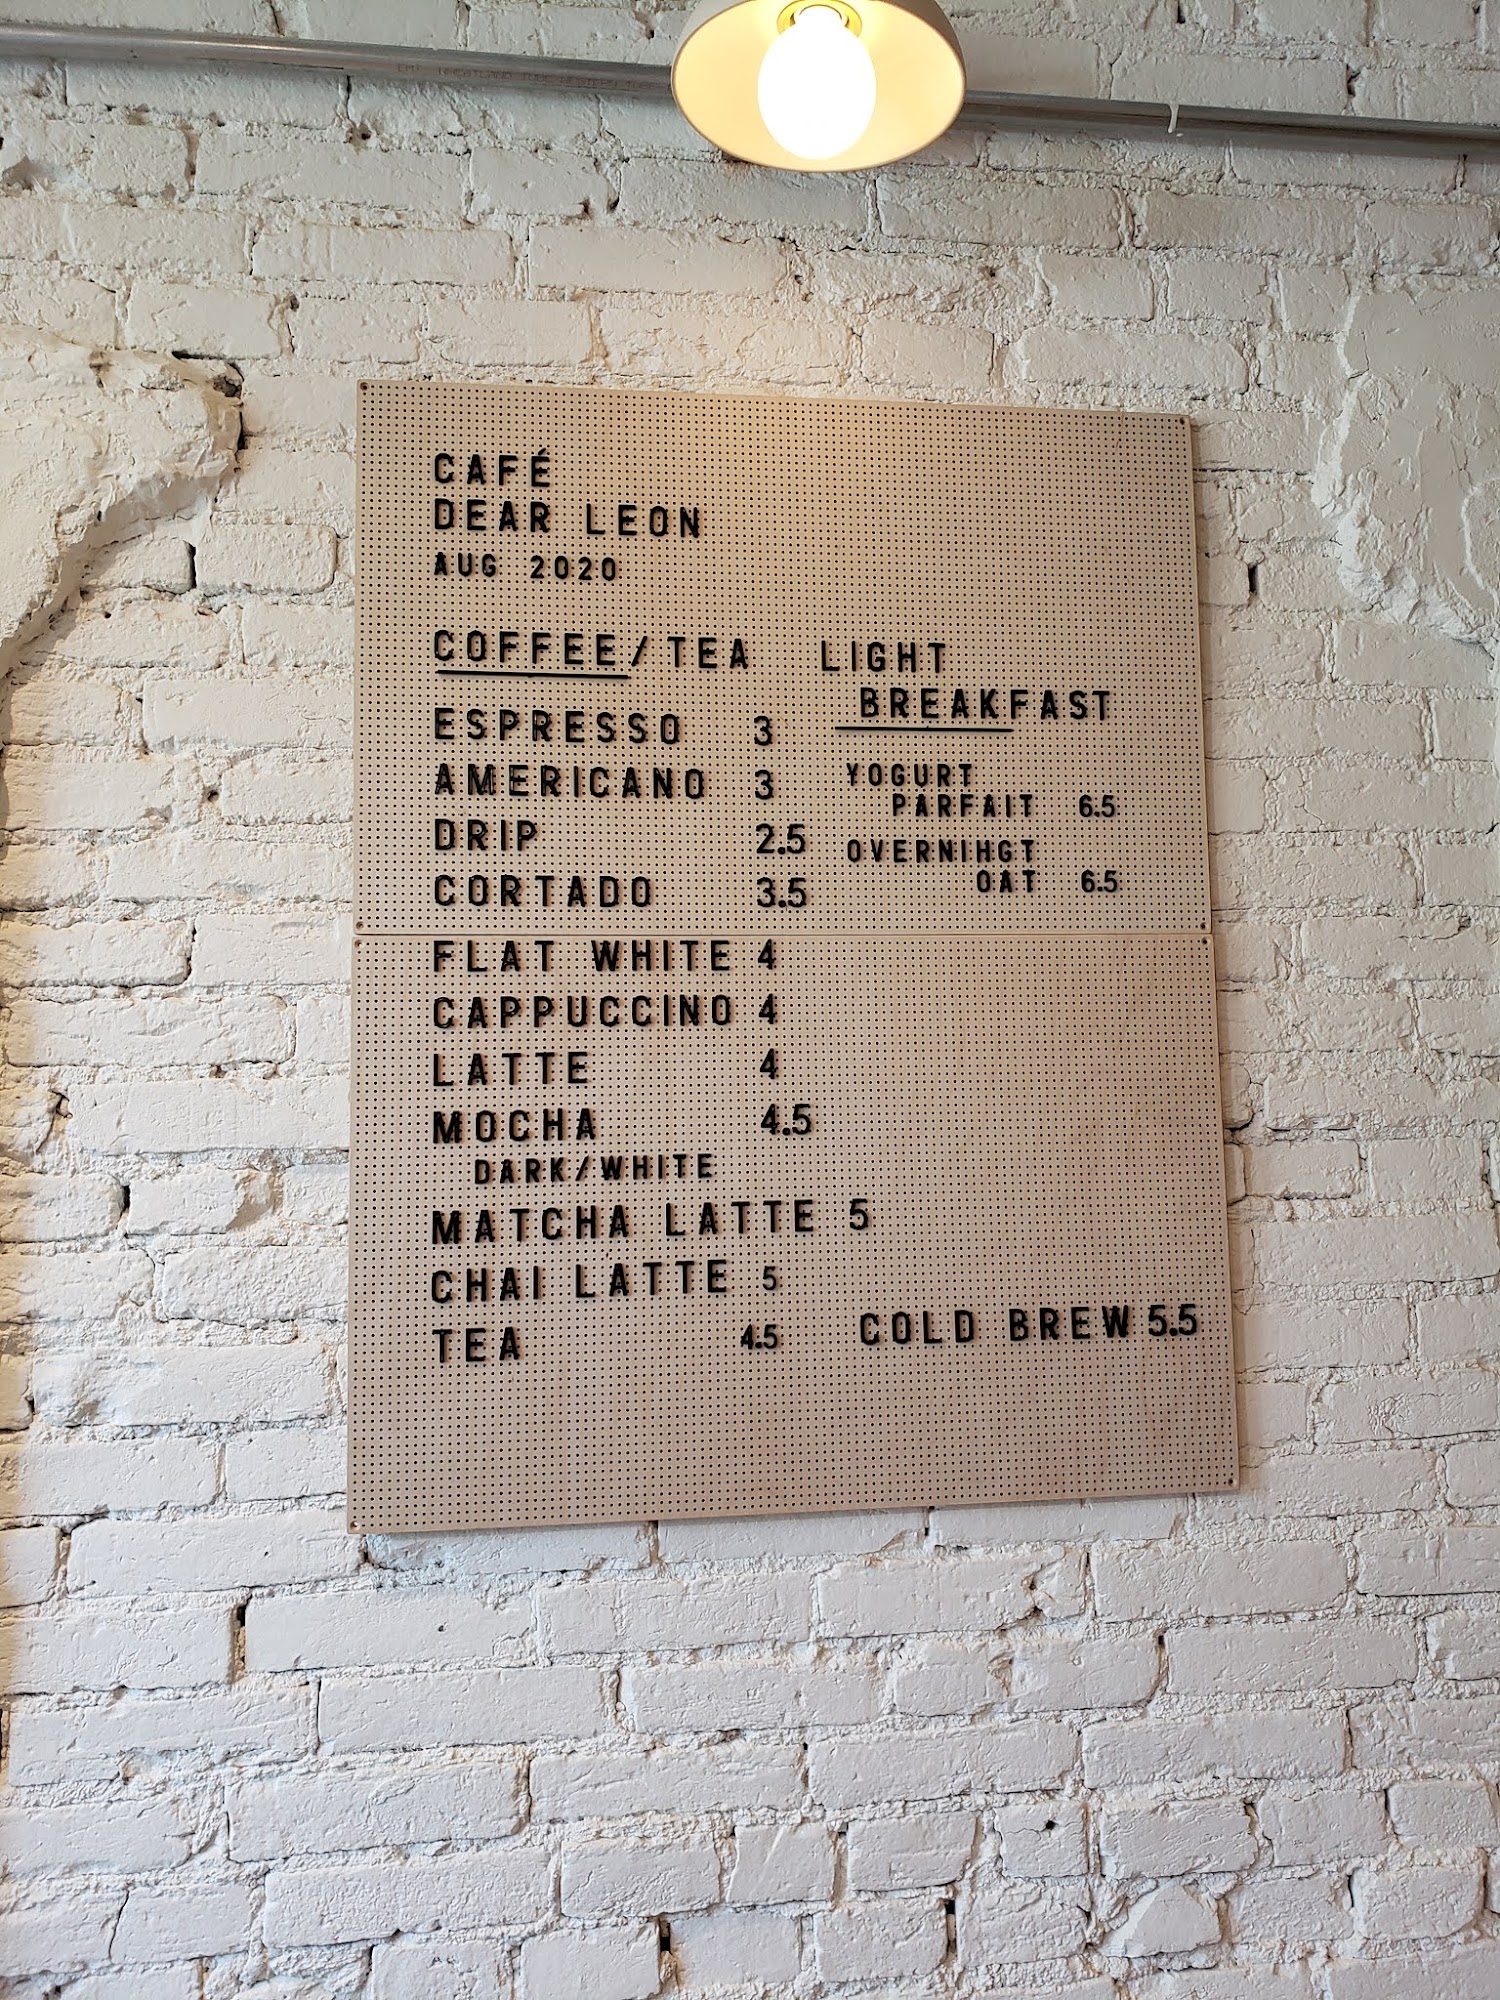 CAFÉ
DEAR LEON
AUG 2020
COFFEE/TEA
ESPRESSO 3
AMERICANO 3
DRIP 2.5
CORTADO 3.5
FLAT WHITE 4
CAPPUCCINO 4
LATTE 4
MOCHA 4.5
DARK/WHITE
MATCHA LATTE 5
CHAI LATTE 5
TEA 4.5
LIGHT
BREAKFAST
YOGURT
PARFAIT 6.5
OVERNIHGT
OAT 6.5
COLD BREW 5.5